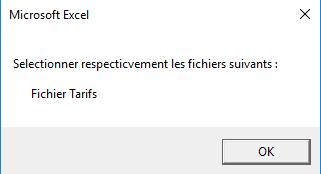 Microsoft Excel
Selectionner respecticvement les fichiers suivants :
Fichier Tarifs
OK